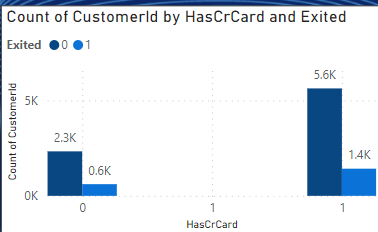 Count of CustomerId by HasCrCard and Exited
Exited 0 1
Count of CustomerId
5K
0K
2.3K
0.6K
5.6K
1.4K
0 1 1
HasCrCard